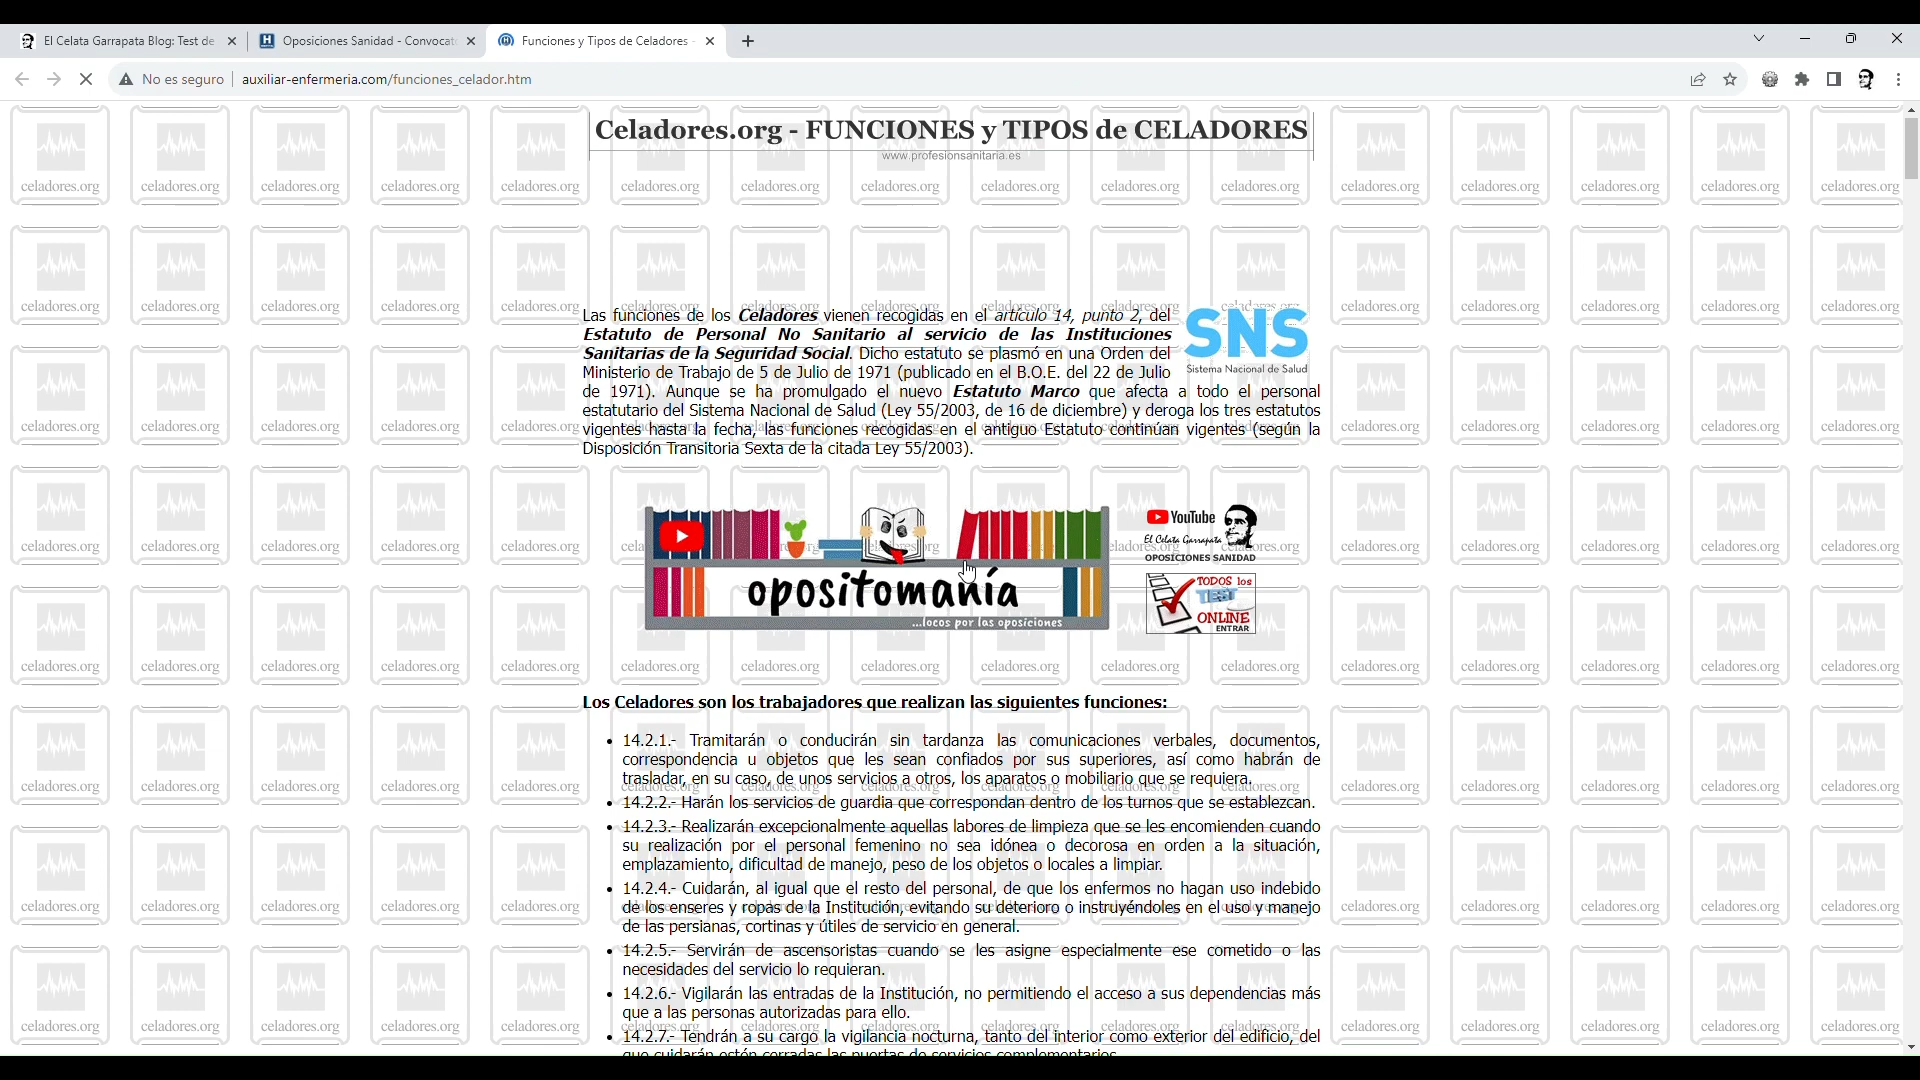 El Celata Garrapata Blog: Test de
Oposiciones Sanidad - Convocat
Funciones y Tipos de Celadores -
No es seguro
auxiliar-enfermeria.com/funciones_celador.htm
Celadores.org - FUNCIONES y TIPOS de CELADORES
www.profesionsanitaria.es
celadores.org
Las funciones de los Celadores vienen recogidas en el artículo 14, punto 2, del
Estatuto de Personal No Sanitario al servicio de las Instituciones
Sanitarias de la Seguridad Social. Dicho estatuto se plasmó en una Orden del
Ministerio de Trabajo de 5 de Julio de 1971 (publicado en el B.O.E. del 22 de Julio
de 1971). Aunque se ha promulgado el nuevo Estatuto Marco que afecta a todo el personal
estatutario del Sistema Nacional de Salud (Ley 55/2003, de 16 de diciembre) y deroga los tres estatutos
vigentes hasta la fecha, las funciones recogidas en el antiguo Estatuto continúan vigentes (según la
Disposición Transitoria Sexta de la citada Ley 55/2003).
SNS
Sistema Nacional de Salud
opositomanía
...locos por las oposiciones
YouTube
El Celata Garrapata
OPOSICIONES SANIDAD
TODOS los
TEST
ONLINE
ENTRAR
Los Celadores son los trabajadores que realizan las siguientes funciones:
• 14.2.1.- Tramitarán o conducirán sin tardanza las comunicaciones verbales, documentos,
correspondencia u objetos que les sean confiados por sus superiores, así como habrán de
trasladar, en su caso, de unos servicios a otros, los aparatos o mobiliario que se requiera.
• 14.2.2.- Harán los servicios de guardia que correspondan dentro de los turnos que se establezcan.
• 14.2.3.- Realizarán excepcionalmente aquellas labores de limpieza que se les encomienden cuando
su realización por el personal femenino no sea idónea o decorosa en orden a la situación,
emplazamiento, dificultad de manejo, peso de los objetos o locales a limpiar.
• 14.2.4.- Cuidarán, al igual que el resto del personal, de que los enfermos no hagan uso indebido
de los enseres y ropas de la Institución, evitando su deterioro o instruyéndoles en el uso y manejo
de las persianas, cortinas y útiles de servicio en general.
• 14.2.5.- Servirán de ascensoristas cuando se les asigne especialmente ese cometido o las
necesidades del servicio lo requieran.
• 14.2.6.- Vigilarán las entradas de la Institución, no permitiendo el acceso a sus dependencias más
que a las personas autorizadas para ello.
• 14.2.7.- Tendrán a su cargo la vigilancia nocturna, tanto del interior como exterior del edificio, del
que cuidarán estén cerradas las puertas de servicios complementarios.